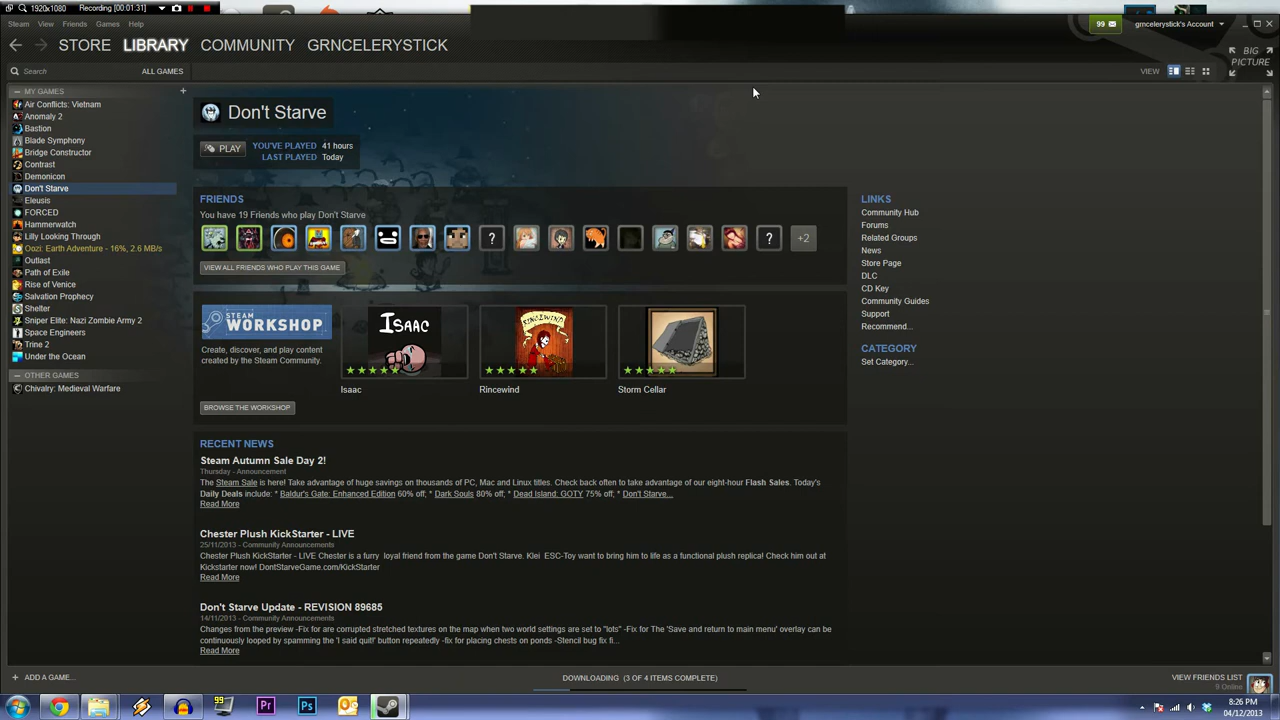 1920x1080 Recording [00:01:31]
Steam View Friends Games Help
99 grncelerystick's Account
STORE LIBRARY COMMUNITY GRNCELERYSTICK
BIG PICTURE
Search ALL GAMES VIEW
MY GAMES
Air Conflicts: Vietnam
Anomaly 2
Bastion
Blade Symphony
Bridge Constructor
Contrast
Demonicon
Don't Starve
Eleusis
FORCED
Hammerwatch
Lilly Looking Through
Oozi: Earth Adventure - 16%, 2.6 MB/s
Outlast
Path of Exile
Rise of Venice
Salvation Prophecy
Shelter
Sniper Elite: Nazi Zombie Army 2
Space Engineers
Trine 2
Under the Ocean
OTHER GAMES
Chivalry: Medieval Warfare
Don't Starve
PLAY
YOU'VE PLAYED 41 hours
LAST PLAYED Today
FRIENDS
You have 19 Friends who play Don't Starve
? ? +2
VIEW ALL FRIENDS WHO PLAY THIS GAME
STEAM WORKSHOP
Create, discover, and play content
created by the Steam Community.
BROWSE THE WORKSHOP
ISAAC
Isaac
RINCEWIND
Rincewind
Storm Cellar
RECENT NEWS
Steam Autumn Sale Day 2!
Thursday - Announcement
The Steam Sale is here! Take advantage of huge savings on thousands of PC, Mac and Linux titles. Check back often to take advantage of our eight-hour Flash Sales. Today's
Daily Deals include: * Baldur's Gate: Enhanced Edition 60% off; * Dark Souls 80% off; * Dead Island: GOTY 75% off; * Don't Starve...
Read More
Chester Plush KickStarter - LIVE
25/11/2013 - Community Announcements
Chester Plush KickStarter - LIVE Chester is a furry loyal friend from the game Don't Starve. Klei ESC-Toy want to bring him to life as a functional plush replica! Check him out at
Kickstarter now! DontStarveGame.com/KickStarter
Read More
Don't Starve Update - REVISION 89685
14/11/2013 - Community Announcements
Changes from the preview -Fix for are corrupted stretched textures on the map when two world settings are set to "lots" -Fix for The 'Save and return to main menu' overlay can be
continuously looped by spamming the 'I said quit!' button repeatedly -fix for placing chests on ponds -Stencil bug fix fi...
Read More
LINKS
Community Hub
Forums
Related Groups
News
Store Page
DLC
CD Key
Community Guides
Support
Recommend...
CATEGORY
Set Category...
ADD A GAME...
DOWNLOADING (3 OF 4 ITEMS COMPLETE)
VIEW FRIENDS LIST
9 Online
99 Pr Ps
8:26 PM
04/12/2013